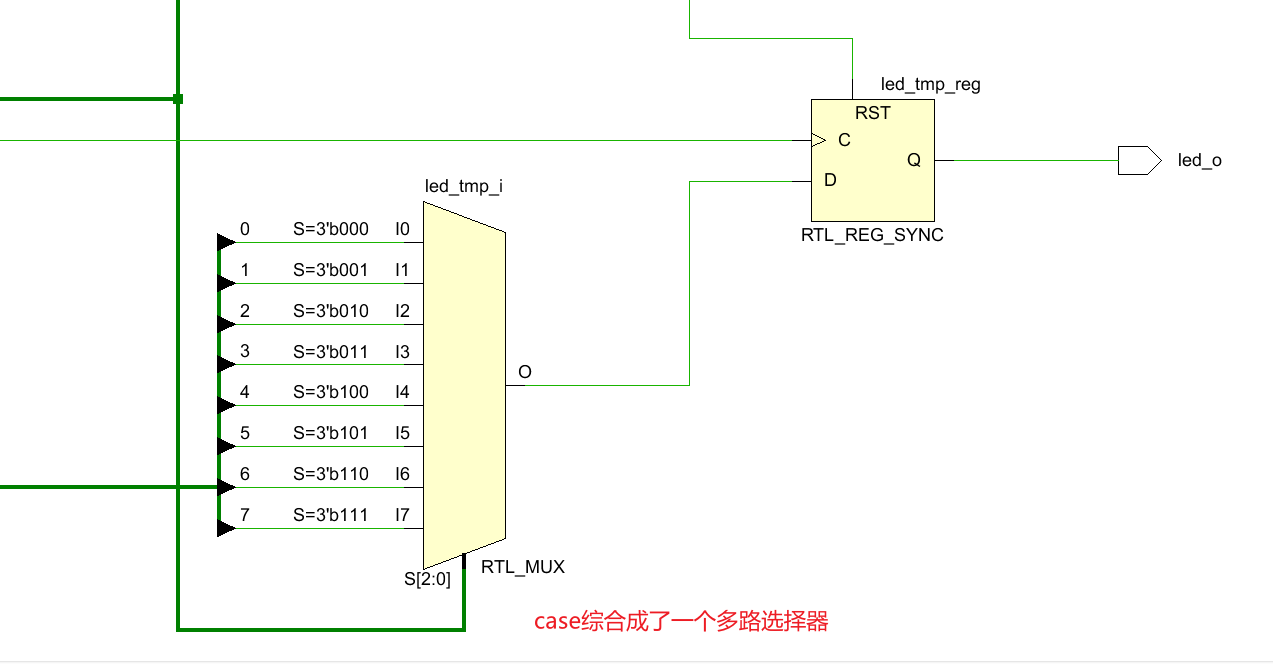 led_tmp_reg
RST
C
Q
D
led_o
RTL_REG_SYNC
led_tmp_i
0 S=3'b000 I0
1 S=3'b001 I1
2 S=3'b010 I2
3 S=3'b011 I3
4 S=3'b100 I4
5 S=3'b101 I5
6 S=3'b110 I6
7 S=3'b111 I7
O
S[2:0]
RTL_MUX
case综合成了一个多路选择器